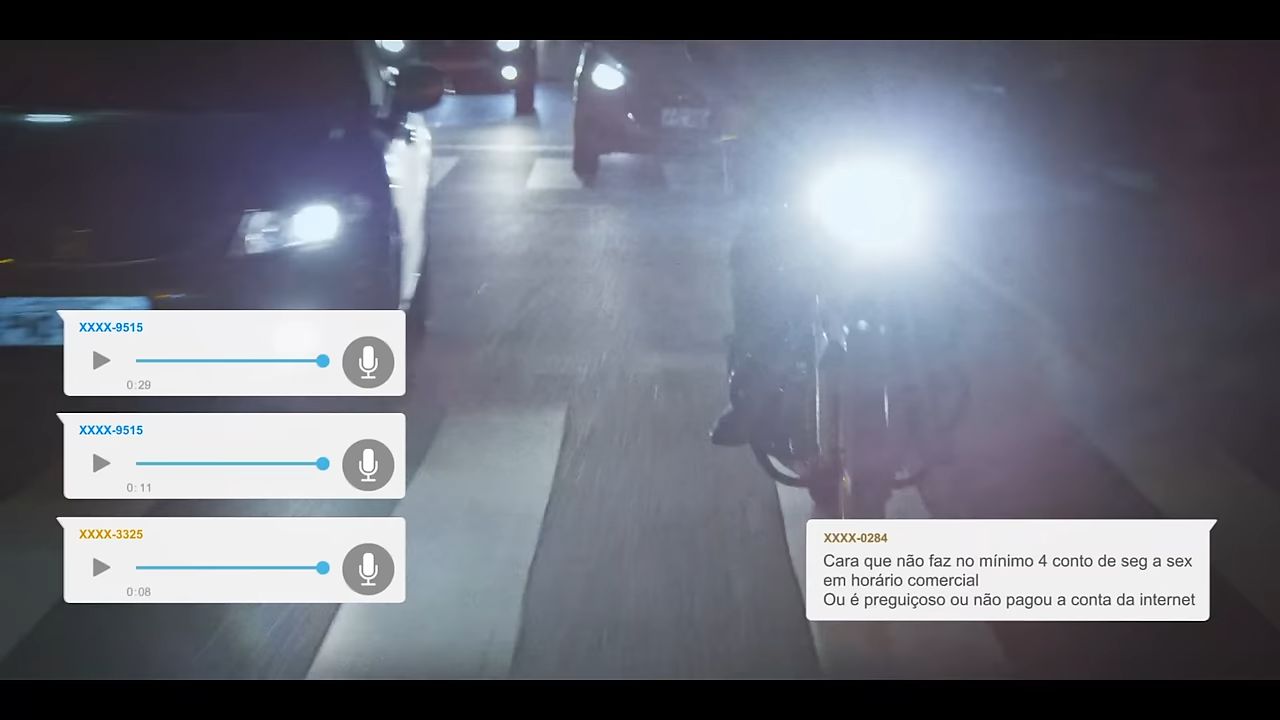 XXXX-9515
0:29
XXXX-9515
0:11
XXXX-3325
0:08
XXXX-0284
Cara que não faz no mínimo 4 conto de seg a sex
em horário comercial
Ou é preguiçoso ou não pagou a conta da internet